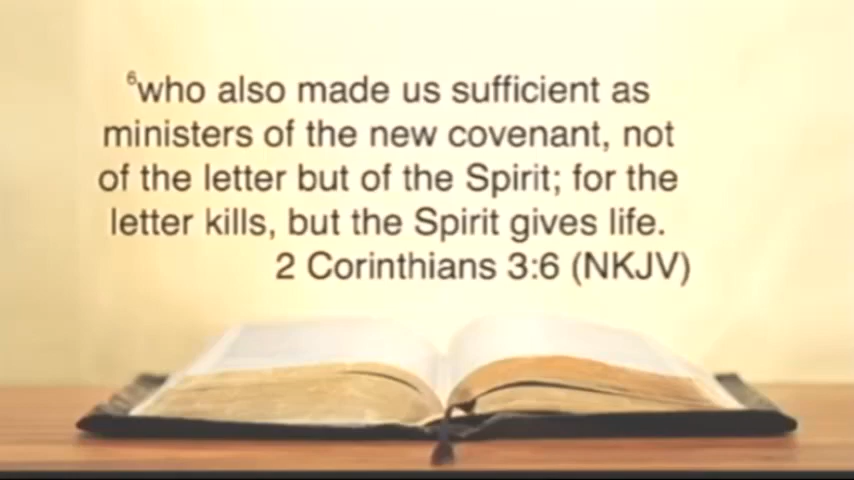 ⁶who also made us sufficient as
ministers of the new covenant, not
of the letter but of the Spirit; for the
letter kills, but the Spirit gives life.
2 Corinthians 3:6 (NKJV)